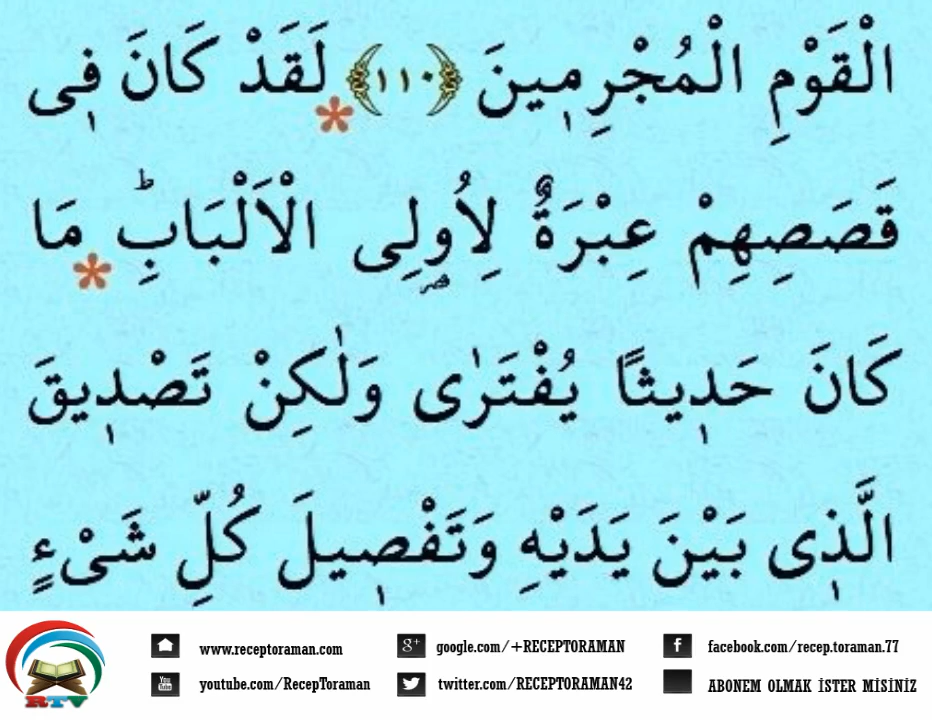 الْقَوْمِ الْمُجْرِمٖينَ ﴿١١٠﴾ لَقَدْ كَانَ فٖى
قَصَصِهِمْ عِبْرَةٌ لِاُو۬لِى الْاَلْبَابِؕ مَا
كَانَ حَدٖيثًا يُفْتَرٰى وَلٰكِنْ تَصْدٖيقَ
الَّذٖى بَيْنَ يَدَيْهِ وَتَفْصٖيلَ كُلِّ شَیْءٍ
www.receptoraman.com google.com/+RECEPTORAMAN facebook.com/recep.toraman.77
youtube.com/RecepToraman twitter.com/RECEPTORAMAN42 ABONEM OLMAK İSTER MİSİNİZ
RTV